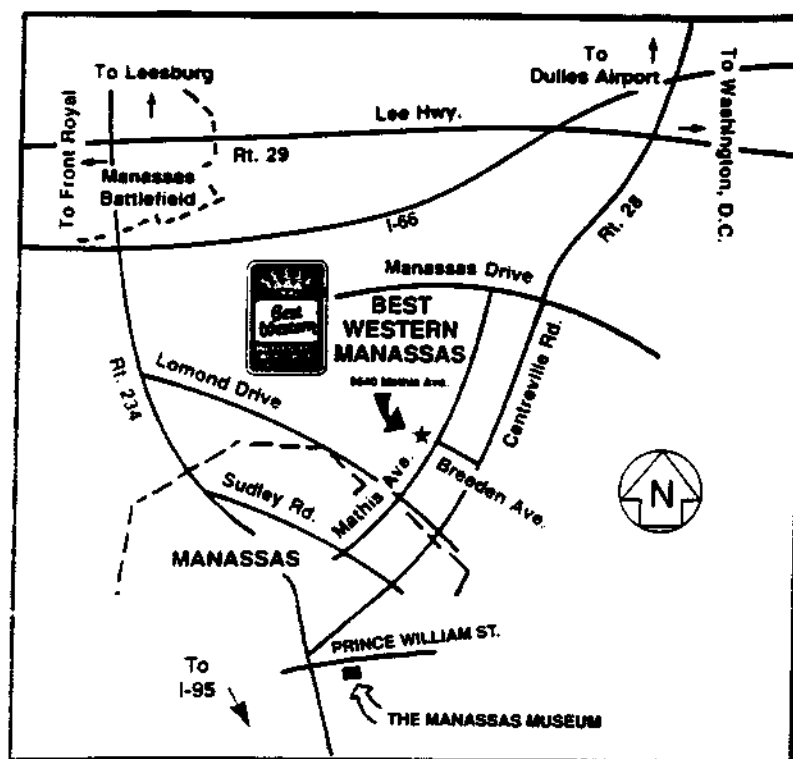 To
Dulles Airport
To Leesburg
To Washington, D.C.
Lee Hwy.
To Front Royal
Rt. 29
Manassas
Battlefield
I-66
Rt. 28
Manassas Drive
Best
Western
BEST
WESTERN
MANASSAS
Mathis Ave.
Centreville Rd.
Rt. 234
Lomond Drive
Sudley Rd.
Mathis Ave.
Breeden Ave.
N
MANASSAS
PRINCE WILLIAM ST.
To
I-95
THE MANASSAS MUSEUM